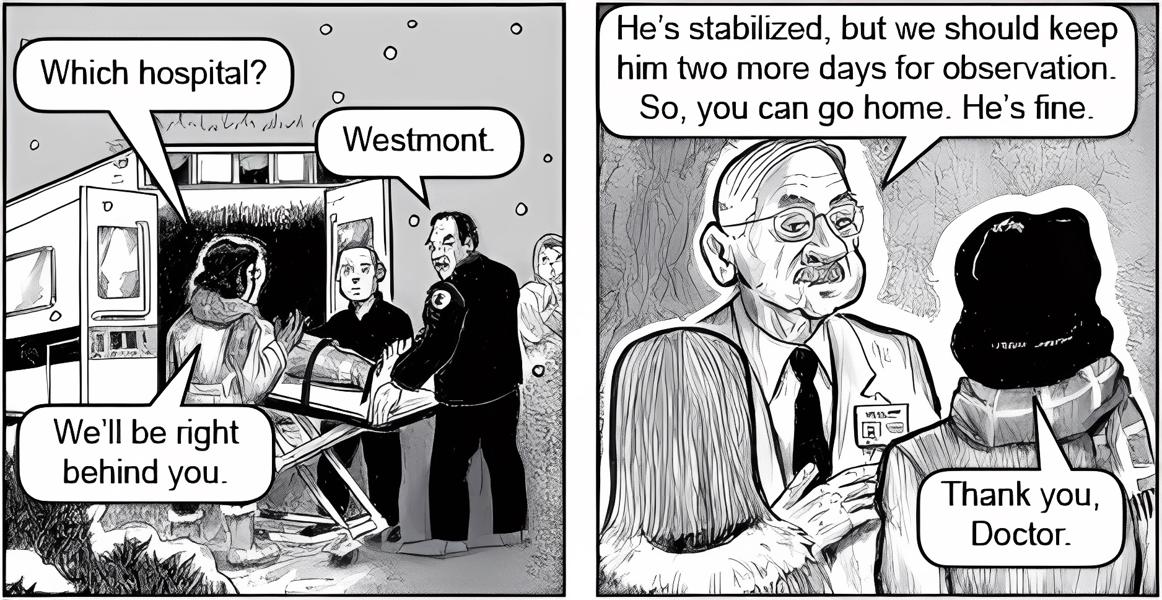 Which hospital?
Westmont.
We'll be right
behind you.
He's stabilized, but we should keep
him two more days for observation.
So, you can go home. He's fine.
Thank you,
Doctor.